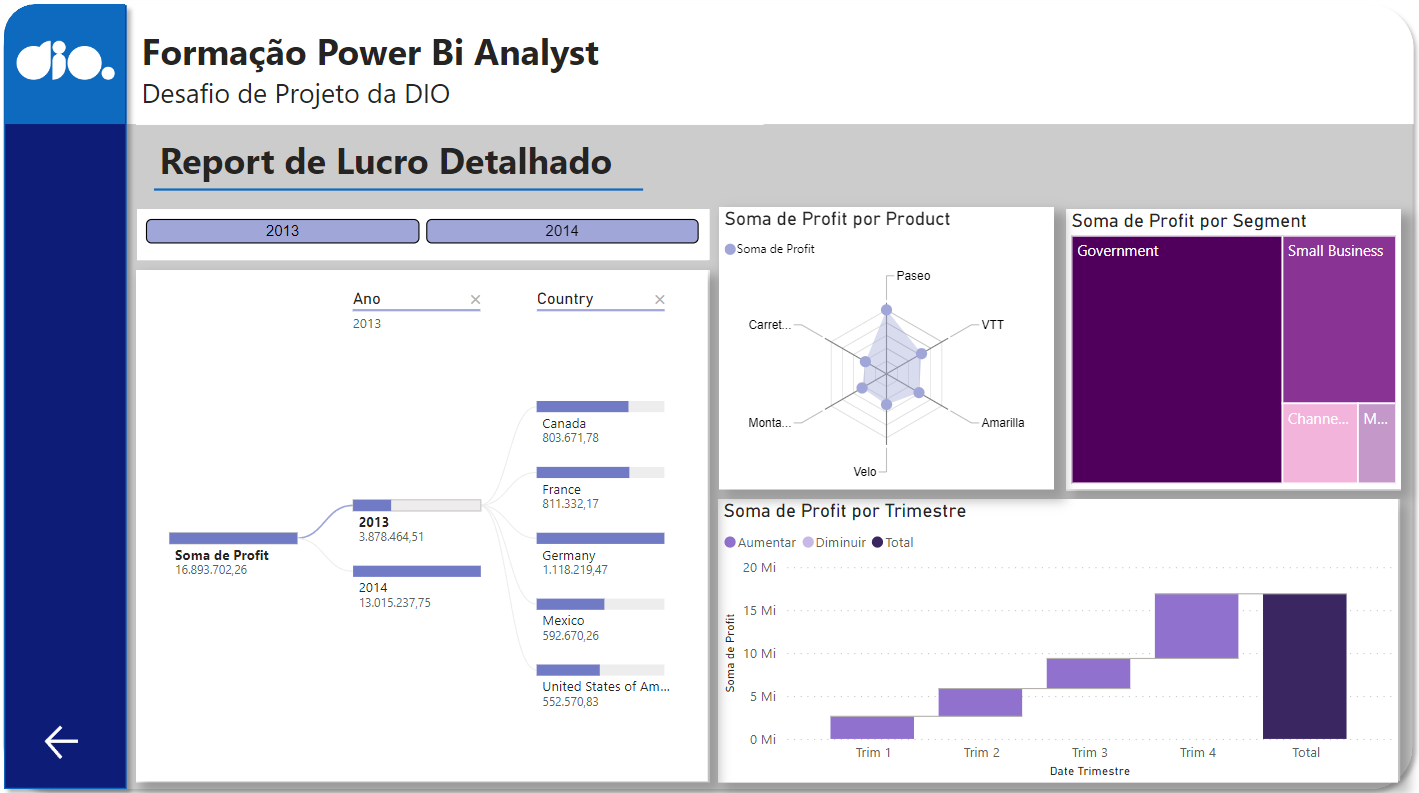 dio.
Formação Power Bi Analyst
Desafio de Projeto da DIO
Report de Lucro Detalhado
2013
2014
Ano
2013
Country
Soma de Profit
16.893.702,26
2013
3.878.464,51
2014
13.015.237,75
Canada
803.671,78
France
811.332,17
Germany
1.118.219,47
Mexico
592.670,26
United States of Am...
552.570,83
Soma de Profit por Product
Soma de Profit
Paseo
VTT
Amarilla
Velo
Monta...
Carret...
Soma de Profit por Segment
Government
Small Business
Channe...
M...
Soma de Profit por Trimestre
Aumentar Diminuir Total
Soma de Profit
20 Mi
15 Mi
10 Mi
5 Mi
0 Mi
Trim 1 Trim 2 Trim 3 Trim 4 Total
Date Trimestre